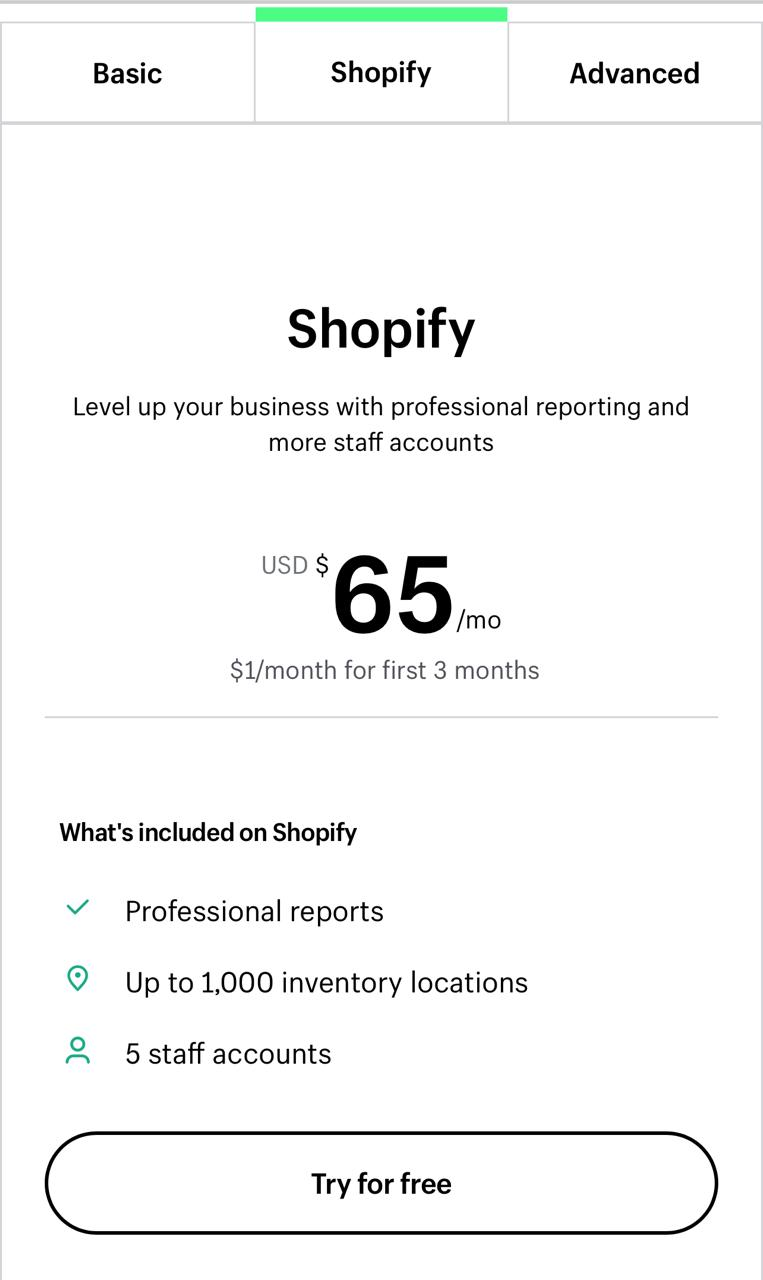 Basic
Shopify
Advanced
Shopify
Level up your business with professional reporting and
more staff accounts
USD $65/mo
$1/month for first 3 months
What's included on Shopify
Professional reports
Up to 1,000 inventory locations
5 staff accounts
Try for free